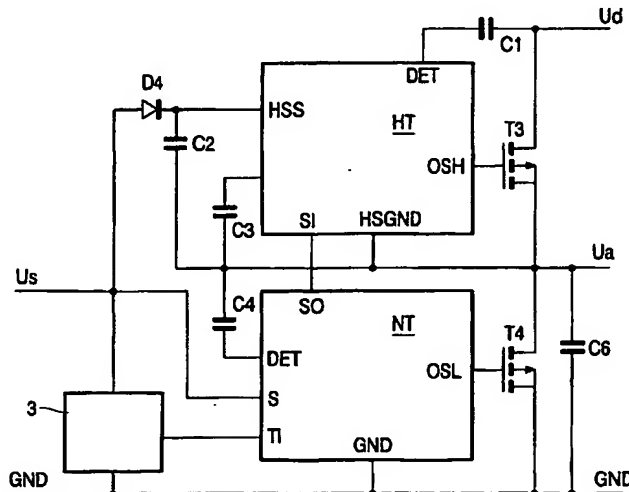 Ud
C1
DET
D4
HSS
HT
T3
C2
OSH
C3
SI
HSGND
Us
Ua
C4
SO
NT
T4
DET
OSL
C6
S
3
TI
GND
GND
GND